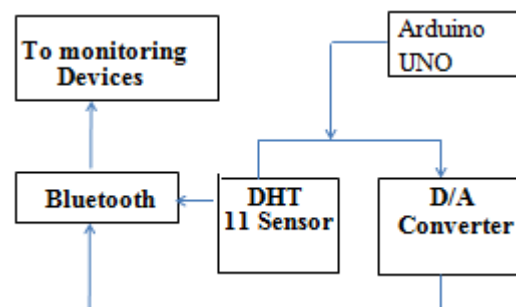 To monitoring
Devices
Arduino
UNO
Bluetooth
DHT
11 Sensor
D/A
Converter